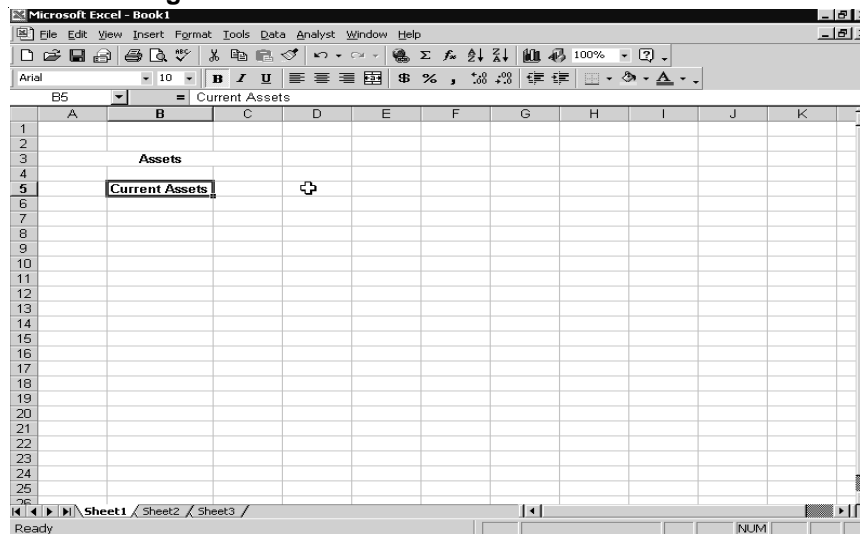 Microsoft Excel - Book1
File Edit View Insert Format Tools Data Analyst Window Help
100%
Arial 10 B I U $ % ,
B5 = Current Assets
A B C D E F G H I J K
1
2
3 Assets
4
5 Current Assets
6
7
8
9
10
11
12
13
14
15
16
17
18
19
20
21
22
23
24
25
26
Sheet1 Sheet2 Sheet3
Ready NUM